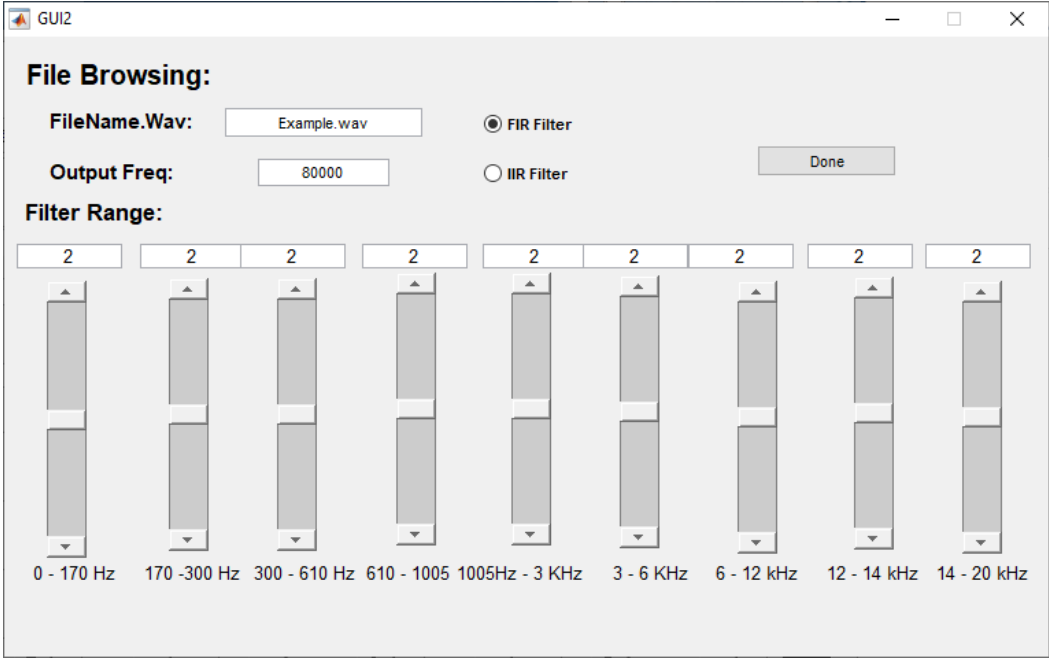 GUI2
File Browsing:
FileName.Wav: Example.wav FIR Filter
Done
Output Freq: 80000 IIR Filter
Filter Range:
2 2 2 2 2 2 2 2 2
0 - 170 Hz 170 -300 Hz 300 - 610 Hz 610 - 1005 1005Hz - 3 KHz 3 - 6 KHz 6 - 12 kHz 12 - 14 kHz 14 - 20 kHz